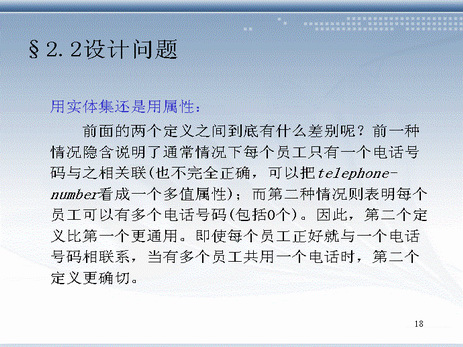 §2.2设计问题
用实体集还是用属性：
前面的两个定义之间到底有什么差别呢？前一种
情况隐含说明了通常情况下每个员工只有一个电话号
码与之相关联(也不完全正确，可以把telephone-
number看成一个多值属性)；而第二种情况则表明每个
员工可以有多个电话号码(包括0个)。因此，第二个定
义比第一个更通用。即使每个员工正好就与一个电话
号码相联系，当有多个员工共用一个电话时，第二个
定义更确切。
18